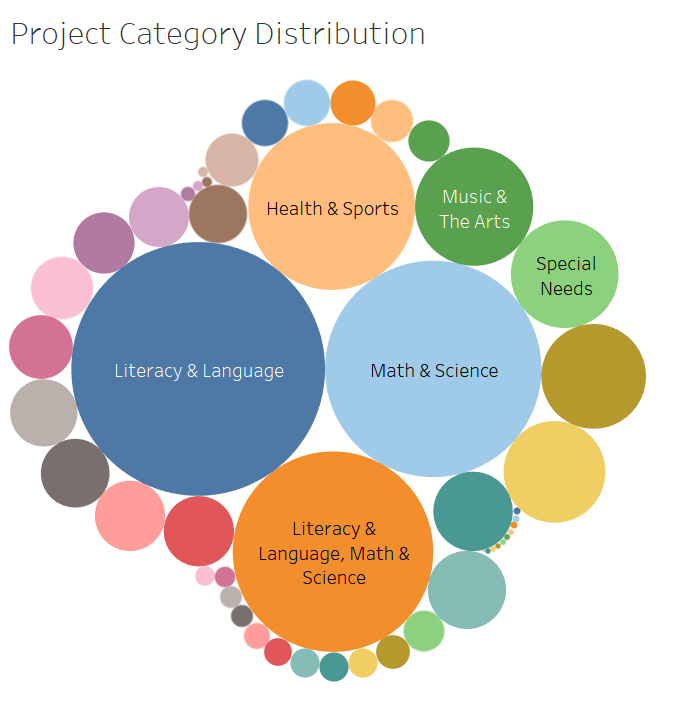 Project Category Distribution
Health & Sports
Music &
The Arts
Special
Needs
Literacy & Language
Math & Science
Literacy &
Language, Math &
Science